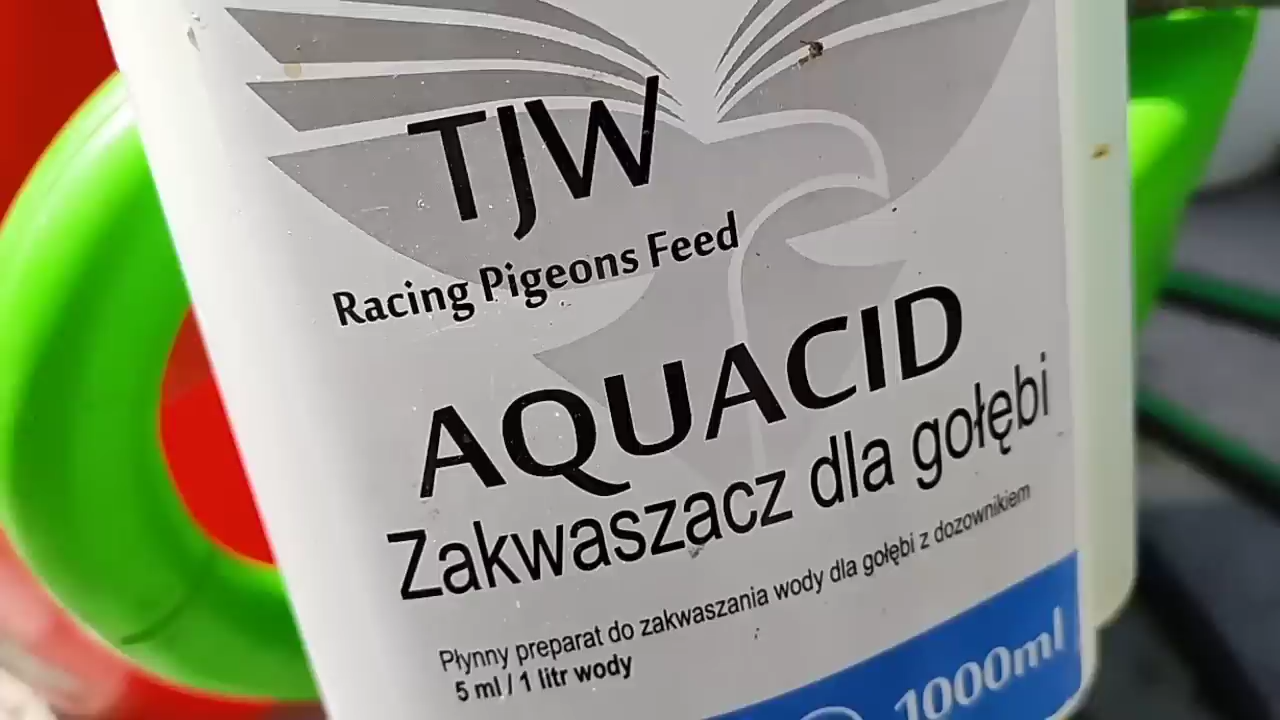 TJW
Racing Pigeons Feed
AQUACID
Zakwaszacz dla gołębi
Płynny preparat do zakwaszania wody dla gołębi z dozownikiem
5 ml / 1 litr wody
1000ml